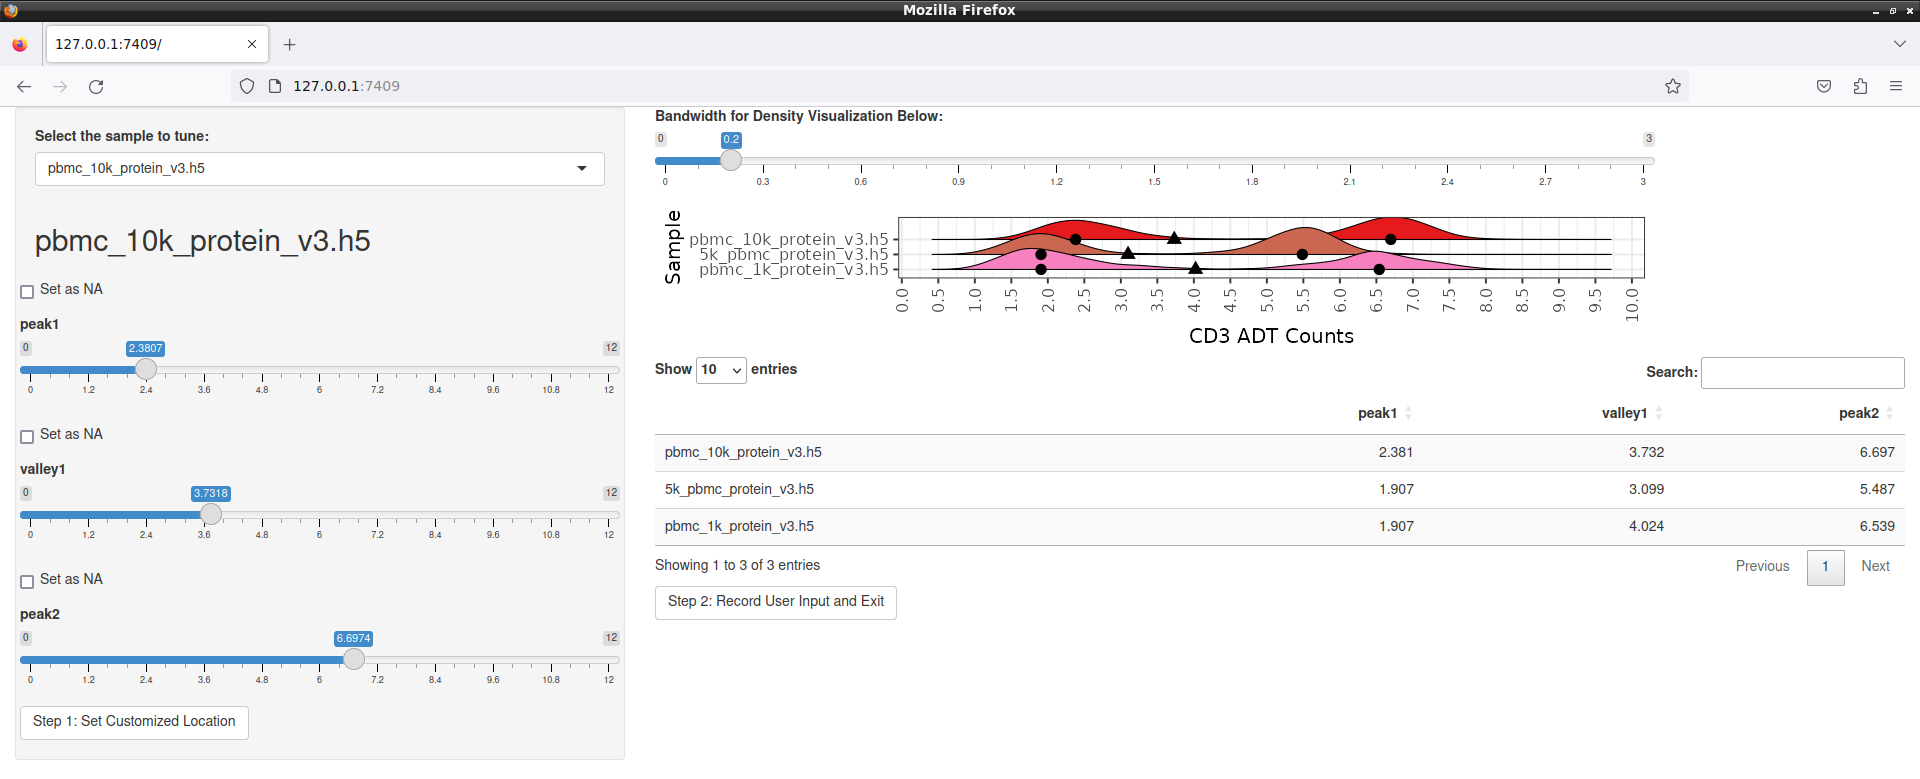 Mozilla Firefox
127.0.0.1:7409/
127.0.0.1:7409
Select the sample to tune:
pbmc_10k_protein_v3.h5
pbmc_10k_protein_v3.h5
Set as NA
peak1
0 2.3807 12
0 1.2 2.4 3.6 4.8 6 7.2 8.4 9.6 10.8 12
Set as NA
valley1
0 3.7318 12
0 1.2 2.4 3.6 4.8 6 7.2 8.4 9.6 10.8 12
Set as NA
peak2
0 6.6974 12
0 1.2 2.4 3.6 4.8 6 7.2 8.4 9.6 10.8 12
Step 1: Set Customized Location
Bandwidth for Density Visualization Below:
0 0.2 3
0 0.3 0.6 0.9 1.2 1.5 1.8 2.1 2.4 2.7 3
Sample
pbmc_10k_protein_v3.h5
5k_pbmc_protein_v3.h5
pbmc_1k_protein_v3.h5
0.0 0.5 1.0 1.5 2.0 2.5 3.0 3.5 4.0 4.5 5.0 5.5 6.0 6.5 7.0 7.5 8.0 8.5 9.0 9.5 10.0
CD3 ADT Counts
Show 10 entries
Search:
peak1 valley1 peak2
pbmc_10k_protein_v3.h5 2.381 3.732 6.697
5k_pbmc_protein_v3.h5 1.907 3.099 5.487
pbmc_1k_protein_v3.h5 1.907 4.024 6.539
Showing 1 to 3 of 3 entries
Previous 1 Next
Step 2: Record User Input and Exit